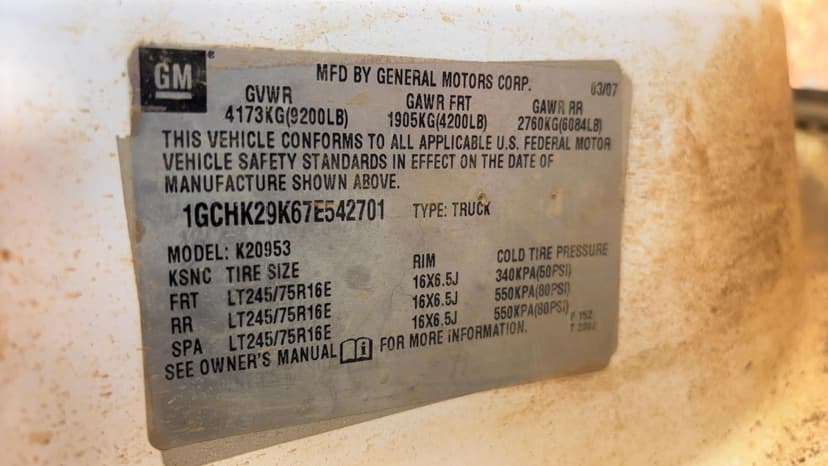 GM ® MFD BY GENERAL MOTORS CORP. 03/07
GVWR GAWR FRT GAWR RR
4173KG(9200LB) 1905KG(4200LB) 2760KG(6084LB)
THIS VEHICLE CONFORMS TO ALL APPLICABLE U.S. FEDERAL MOTOR
VEHICLE SAFETY STANDARDS IN EFFECT ON THE DATE OF
MANUFACTURE SHOWN ABOVE.
1GCHK29K67E542701 TYPE: TRUCK
MODEL: K20953
KSNC TIRE SIZE RIM COLD TIRE PRESSURE
FRT LT245/75R16E 16X6.5J 340KPA(50PSI)
RR LT245/75R16E 16X6.5J 550KPA(80PSI)
SPA LT245/75R16E 16X6.5J 550KPA(80PSI)
SEE OWNER'S MANUAL FOR MORE INFORMATION.